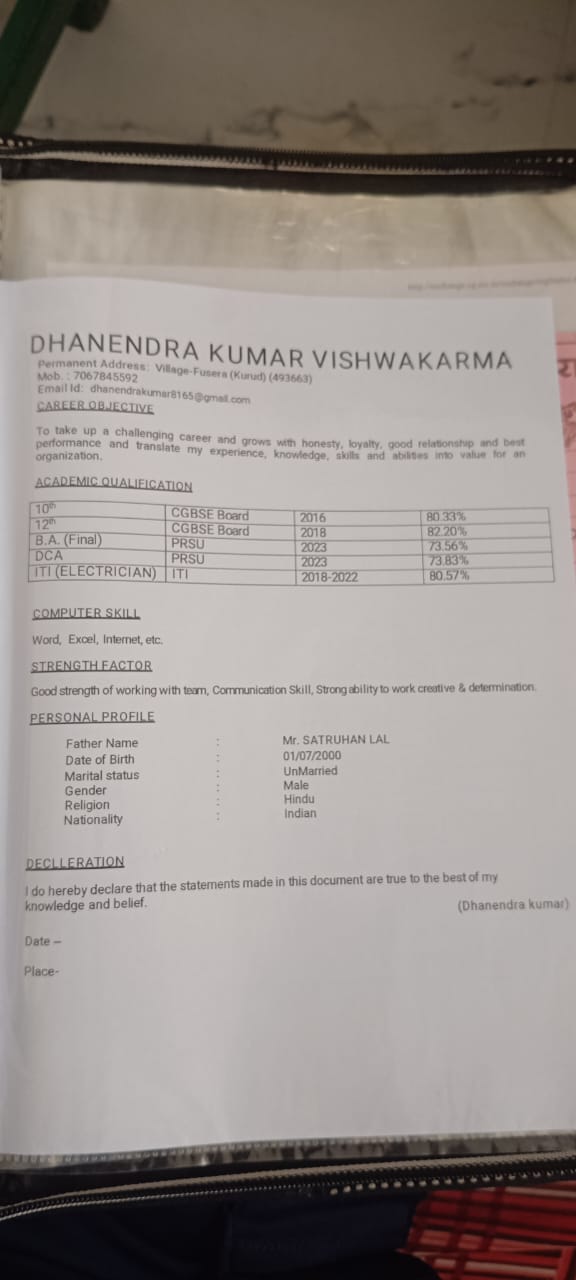 DHANENDRA KUMAR VISHWAKARMA
Permanent Address: Village-Fusera (Kurud) (493663)
Mob. : 7067845592
Email Id: dhanendrakumar8165@gmail.com
CAREER OBJECTIVE
To take up a challenging career and grows with honesty, loyalty, good relationship and best
performance and translate my experience, knowledge, skills and abilities into value for an
organization.
ACADEMIC QUALIFICATION
10th CGBSE Board 2016 80.33%
12th CGBSE Board 2018 82.20%
B.A. (Final) PRSU 2023 73.56%
DCA PRSU 2023 73.83%
ITI (ELECTRICIAN) ITI 2018-2022 80.57%
COMPUTER SKILL
Word, Excel, Internet, etc.
STRENGTH FACTOR
Good strength of working with team, Communication Skill, Strong ability to work creative & determination.
PERSONAL PROFILE
Father Name : Mr. SATRUHAN LAL
Date of Birth : 01/07/2000
Marital status : UnMarried
Gender : Male
Religion : Hindu
Nationality : Indian
DECLLERATION
I do hereby declare that the statements made in this document are true to the best of my
knowledge and belief.
(Dhanendra kumar)
Date –
Place-